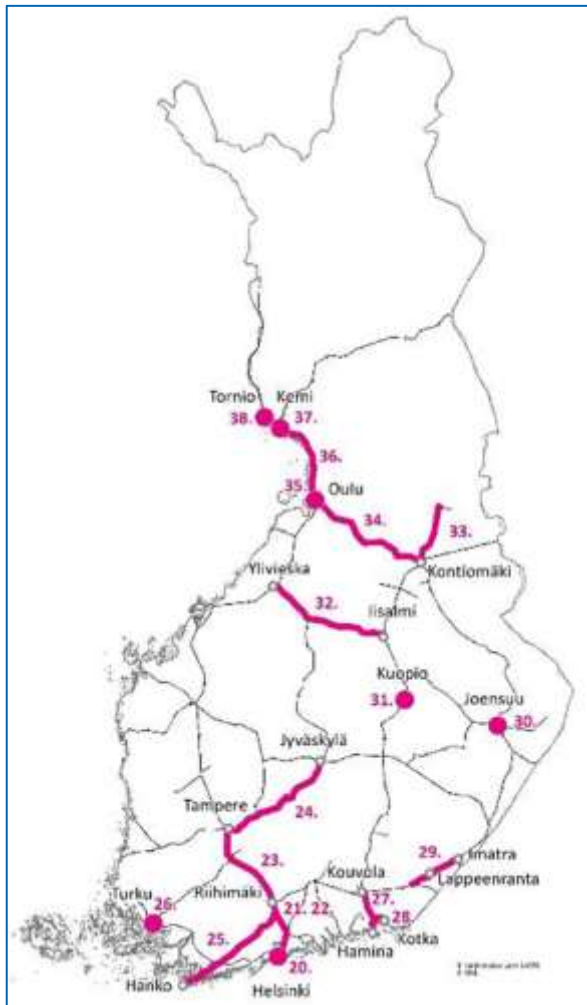 Tornio
Kemi
38.
37.
36.
35.
Oulu
34.
33.
Kontiomäki
Ylivieska
32.
Iisalmi
Kuopio
31.
Joensuu
30.
Jyväskylä
24.
Tampere
23.
29.
Imatra
Lappeenranta
Kouvola
27.
28.
Kotka
Hamina
Turku
26.
Riihimäki
21.
22.
25.
20.
Hanko
Helsinki